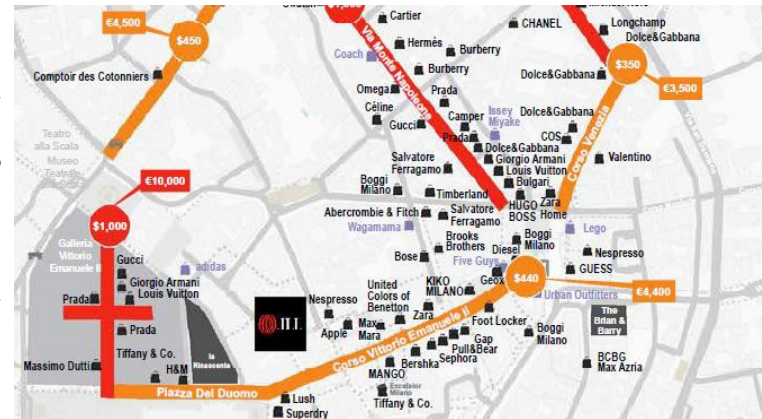 €4,500
$450
Comptoir des Cotonniers
Cartier
CHANEL
Longchamp
Dolce&Gabbana
Hermès
Burberry
Coach
Via Monte Napoleone
Burberry
Dolce&Gabbana
$350
€3,500
Omega
Prada
Céline
Issey
Miyake
Camper
Dolce&Gabbana
Gucci
Prada
COS
Teatro
alla Scala
Museo
Dolce&Gabbana
Giorgio Armani
Valentino
Corso Venezia
Salvatore
Ferragamo
Louis Vuitton
Bulgari
€10,000
Boggi
Milano
Timberland
HUGO
BOSS
Zara
Home
$1,000
Abercrombie & Fitch
Salvatore
Ferragamo
Wagamama
Boggi
Milano
Lego
Galleria
Vittorio
Emanuele II
Gucci
adidas
Brooks
Brothers
Diesel
Nespresso
Bose
Five Guys
GUESS
Giorgio Armani
Louis Vuitton
Prada
Geox
$440
€4,400
KIKO
MILANO
United
Colors of
Benetton
Nespresso
Urban Outfitters
JLL
Zara
Apple
Max
Mara
Foot Locker
The
Brian &
Barry
Prada
Corso Vittorio Emanuele II
Gap
Pull&Bear
Sephora
Boggi
Milano
Tiffany & Co.
la
Rinascente
Massimo Dutti
H&M
Bershka
MANGO
BCBG
Max Azria
Excelsior
Milano
Piazza Del Duomo
Lush
Tiffany & Co.
Superdry